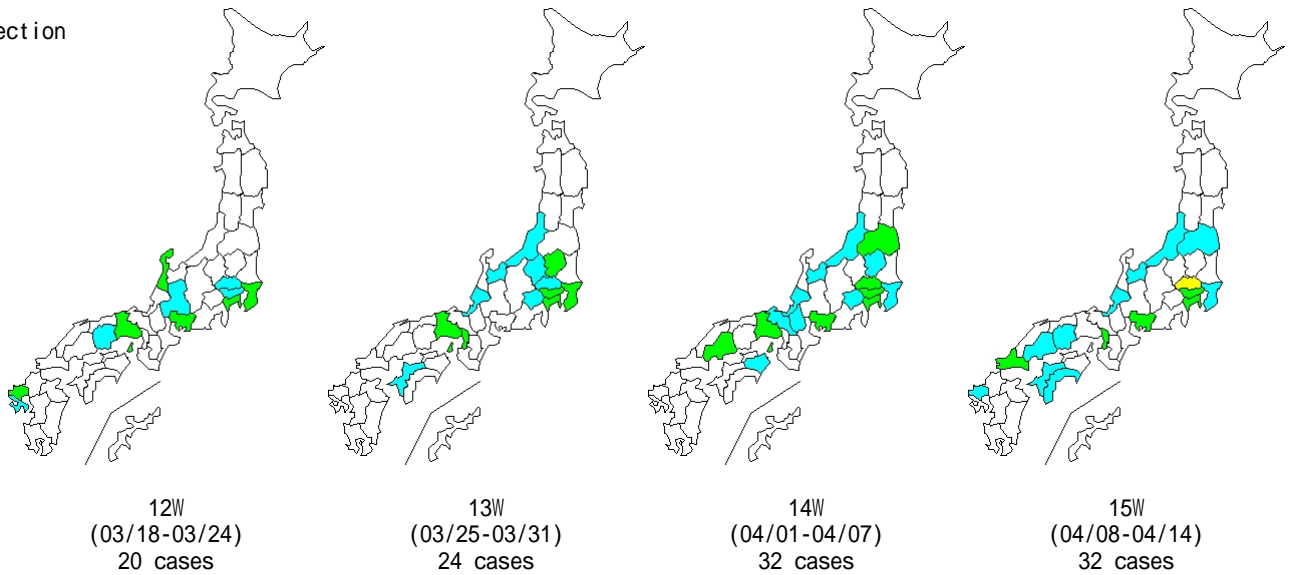 ection
12W
(03/18-03/24)
20 cases
13W
(03/25-03/31)
24 cases
14W
(04/01-04/07)
32 cases
15W
(04/08-04/14)
32 cases